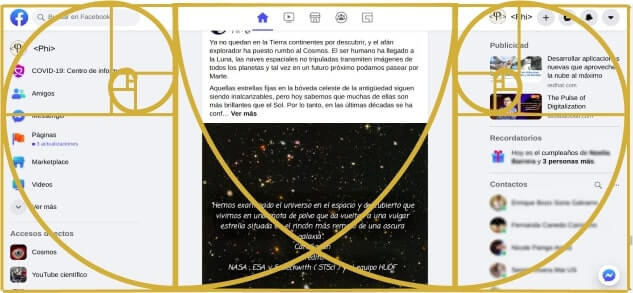 Buscar en Facebook
<Phi>
<Phi>
COVID-19: Centro de inform
Amigos
Messenger
Páginas
3 actualizaciones
Marketplace
Videos
Ver más
Accesos directos
Cosmos
YouTube científico
Ya no quedan en la Tierra continentes por descubrir, y el afán
explorador ha puesto rumbo al Cosmos. El ser humano ha llegado a
la Luna, las naves espaciales no tripuladas transmiten imágenes de
todos los planetas y tal vez en un futuro próximo podamos pasear por
Marte.
Aquellas estrellas fijas en la bóveda celeste de la antigüedad siguen
siendo inalcanzables, pero hoy sabemos que muchas de ellas son
más brillantes que el Sol. Por lo tanto, en las últimas décadas se ha
conf... Ver más
"Hemos examinado el universo en el espacio y descubierto que
vivimos en una mota de polvo que da vueltas a una vulgar
estrella situada en el rincón más remoto de una oscura
galaxia"
Carl Sagan
NASA, ESA y S. Beckwith (STScI) y el equipo HUDF
Publicidad
Desarrollar aplicaciones
nuevas que aprovechen
la nube al máximo
redhat.com
The Pulse of
Digitalization
Recordatorios
Hoy es el cumpleaños de
y 3 personas más.
Contactos